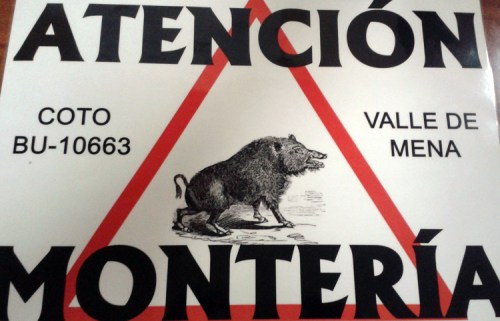 ATENCIÓN
COTO
BU-10663
VALLE DE
MENA
MONTERÍA